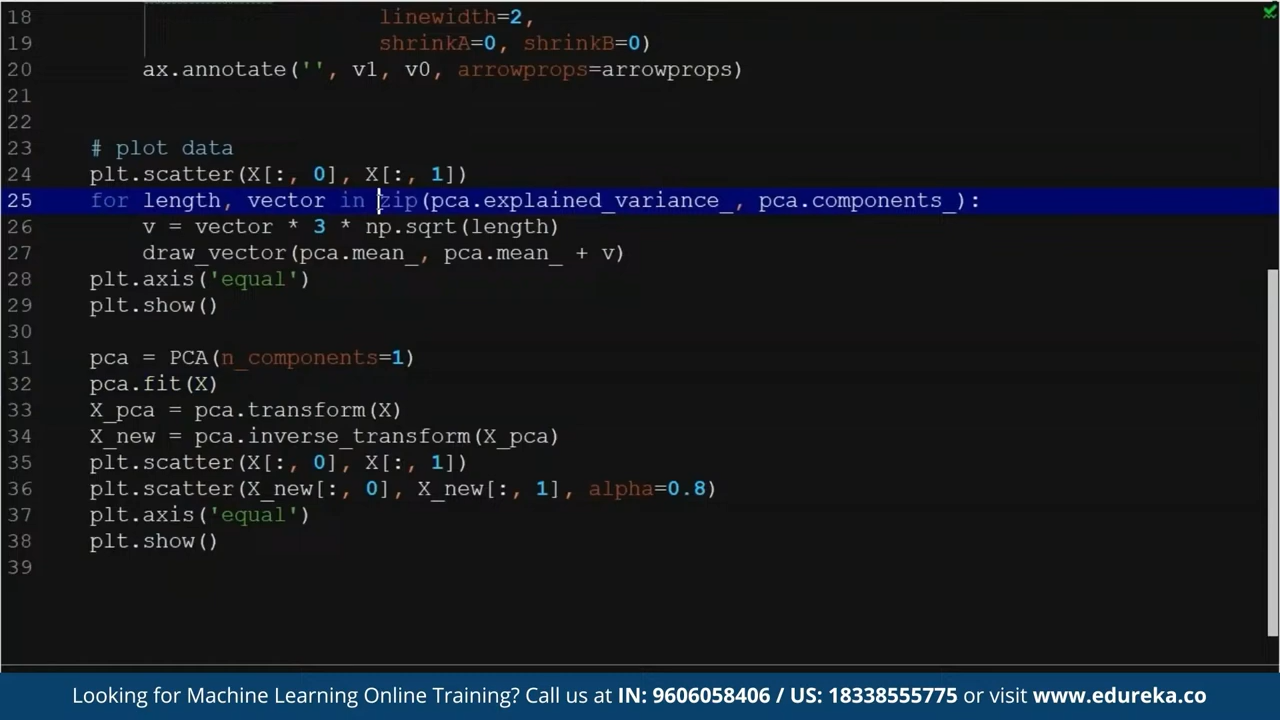 18 linewidth=2,
19 shrinkA=0, shrinkB=0)
20 ax.annotate('', v1, v0, arrowprops=arrowprops)
21
22
23 # plot data
24 plt.scatter(X[:, 0], X[:, 1])
25 for length, vector in zip(pca.explained_variance_, pca.components_):
26 v = vector * 3 * np.sqrt(length)
27 draw_vector(pca.mean_, pca.mean_ + v)
28 plt.axis('equal')
29 plt.show()
30
31 pca = PCA(n_components=1)
32 pca.fit(X)
33 X_pca = pca.transform(X)
34 X_new = pca.inverse_transform(X_pca)
35 plt.scatter(X[:, 0], X[:, 1])
36 plt.scatter(X_new[:, 0], X_new[:, 1], alpha=0.8)
37 plt.axis('equal')
38 plt.show()
39
Looking for Machine Learning Online Training? Call us at IN: 9606058406 / US: 18338555775 or visit www.edureka.co